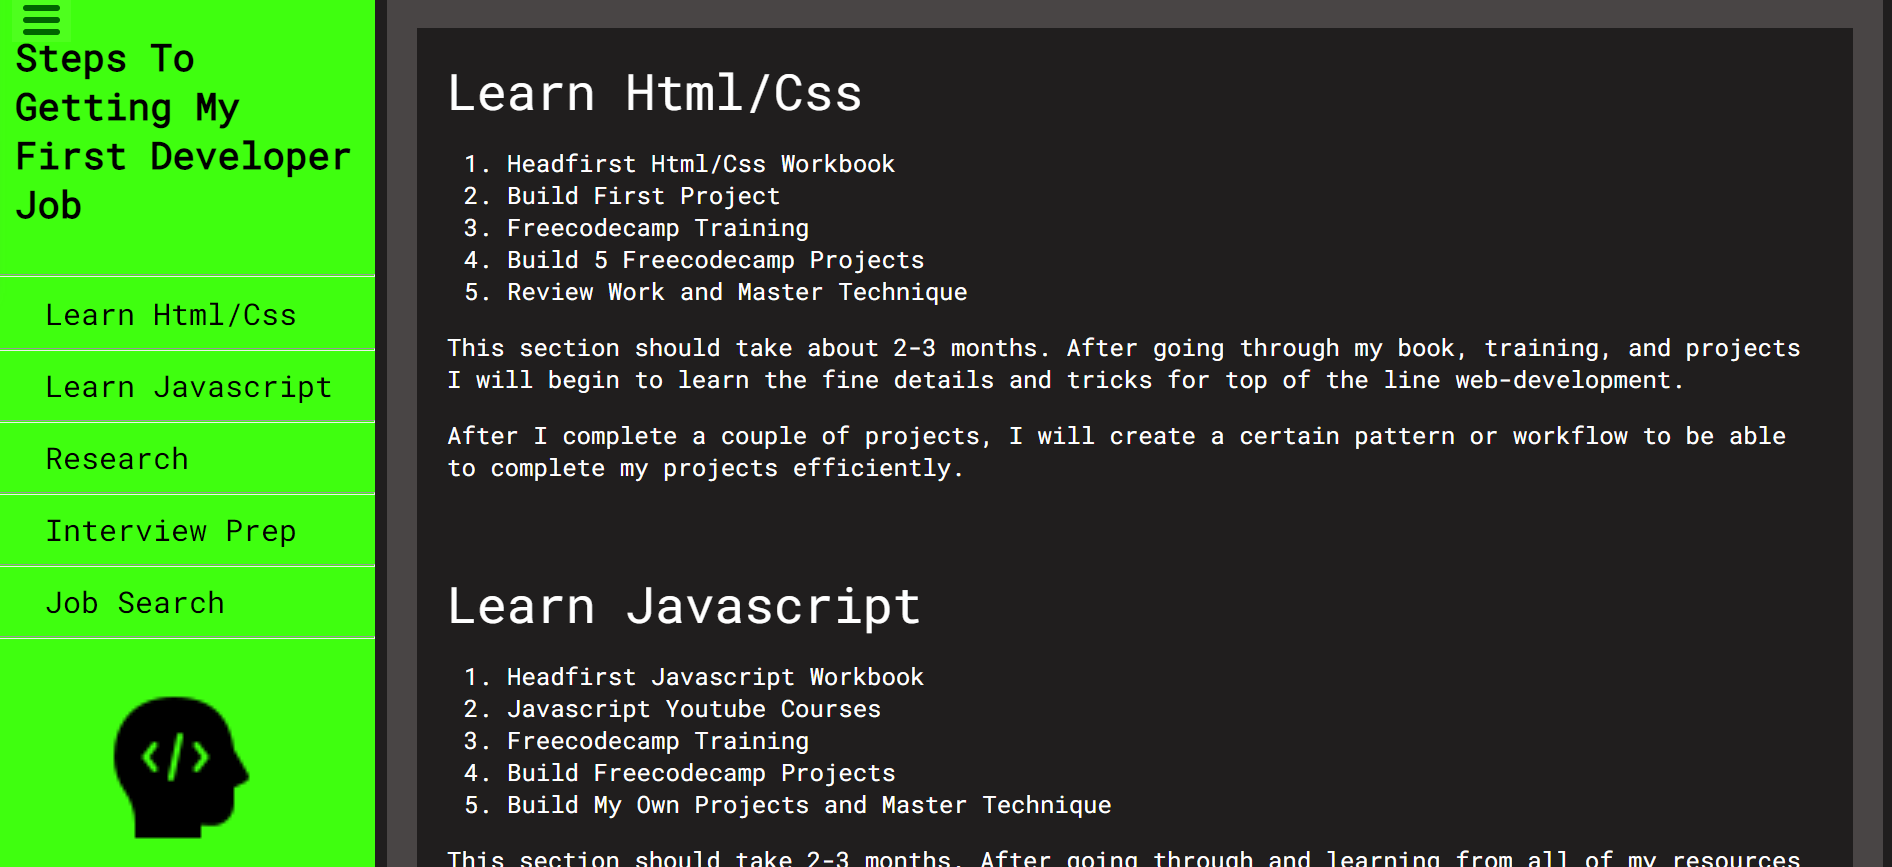 Steps To
Getting My
First Developer
Job
Learn Html/Css
Learn Javascript
Research
Interview Prep
Job Search
</>
Learn Html/Css
1. Headfirst Html/Css Workbook
2. Build First Project
3. Freecodecamp Training
4. Build 5 Freecodecamp Projects
5. Review Work and Master Technique
This section should take about 2-3 months. After going through my book, training, and projects
I will begin to learn the fine details and tricks for top of the line web-development.
After I complete a couple of projects, I will create a certain pattern or workflow to be able
to complete my projects efficiently.
Learn Javascript
1. Headfirst Javascript Workbook
2. Javascript Youtube Courses
3. Freecodecamp Training
4. Build Freecodecamp Projects
5. Build My Own Projects and Master Technique
This section should take 2-3 months. After going through and learning from all of my resources